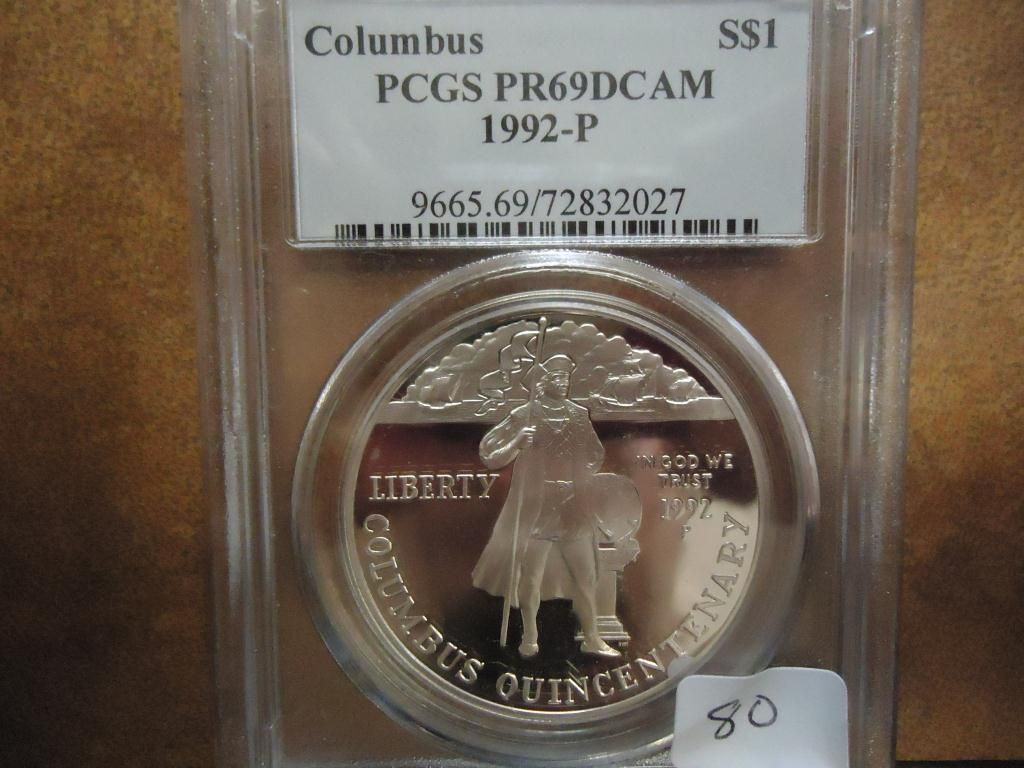 Columbus S$1
PCGS PR69DCAM
1992-P
9665.69/72832027
LIBERTY
IN GOD WE
TRUST
1992
P
COLUMBUS QUINCENTENARY
80